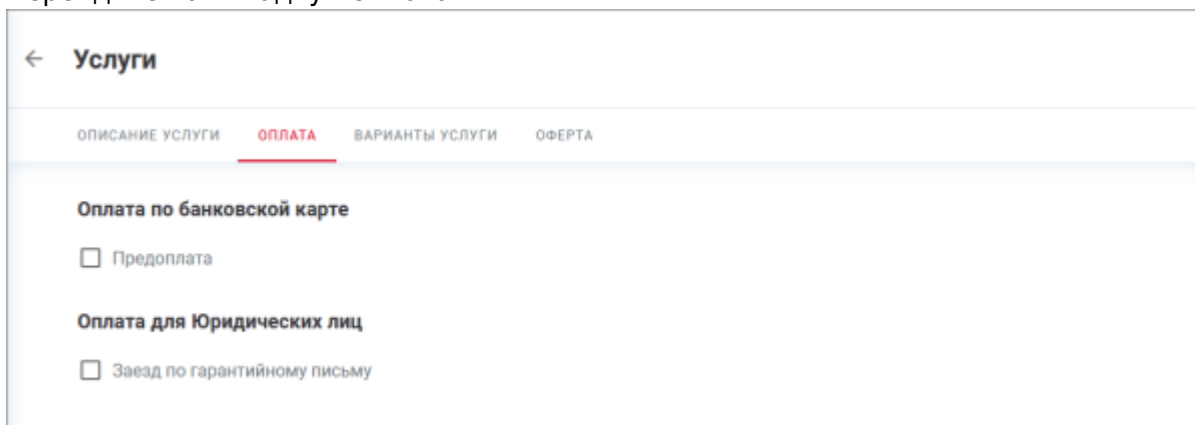 Услуги
ОПИСАНИЕ УСЛУГИ ОПЛАТА ВАРИАНТЫ УСЛУГИ ОФЕРТА
Оплата по банковской карте
Предоплата
Оплата для Юридических лиц
Заезд по гарантийному письму